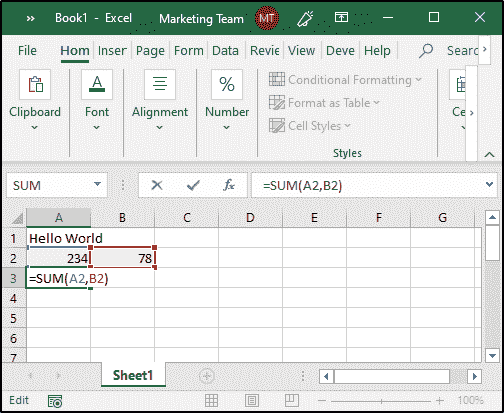 » Book1 - Excel Marketing Team MT
File Hom Inser Page Form Data Revie View Deve Help Searc
Clipboard Font Alignment Number Conditional Formatting Format as Table Cell Styles Ce
A %
Styles
SUM fx =SUM(A2,B2)
A B C D E F G
1 Hello World
2 234 78
3 =SUM(A2,B2)
4
5
6
7
Sheet1
Edit 100%